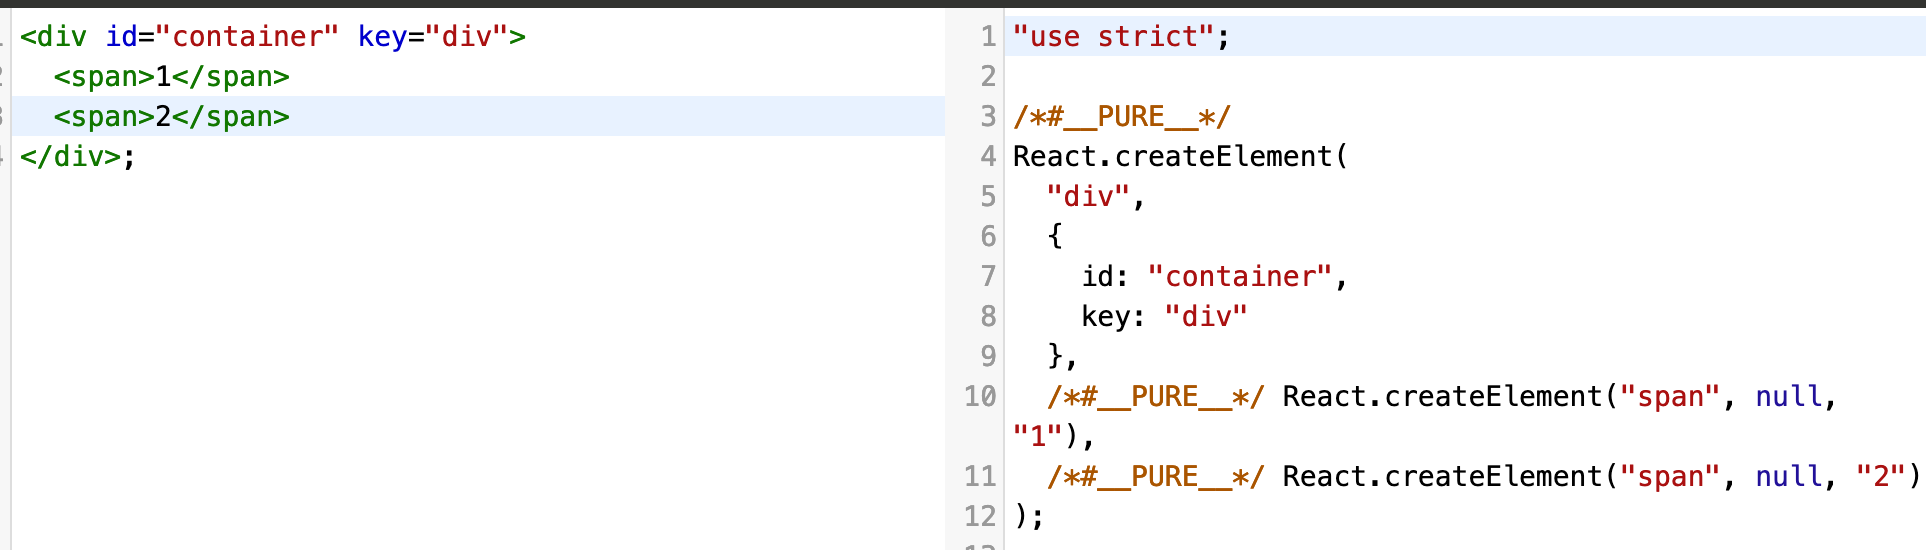 <div id="container" key="div">
  <span>1</span>
  <span>2</span>
</div>;
1 "use strict";
2
3 /*#__PURE__*/
4 React.createElement(
5   "div",
6   {
7     id: "container",
8     key: "div"
9   },
10   /*#__PURE__*/ React.createElement("span", null,
"1"),
11   /*#__PURE__*/ React.createElement("span", null, "2")
12 );